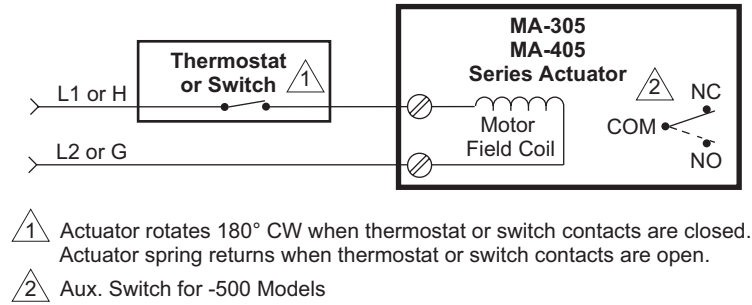 MA-305
MA-405
Series Actuator
Thermostat
or Switch
1
2
NC
L1 or H
COM
Motor
Field Coil
NO
L2 or G
1 Actuator rotates 180° CW when thermostat or switch contacts are closed.
Actuator spring returns when thermostat or switch contacts are open.
2 Aux. Switch for -500 Models